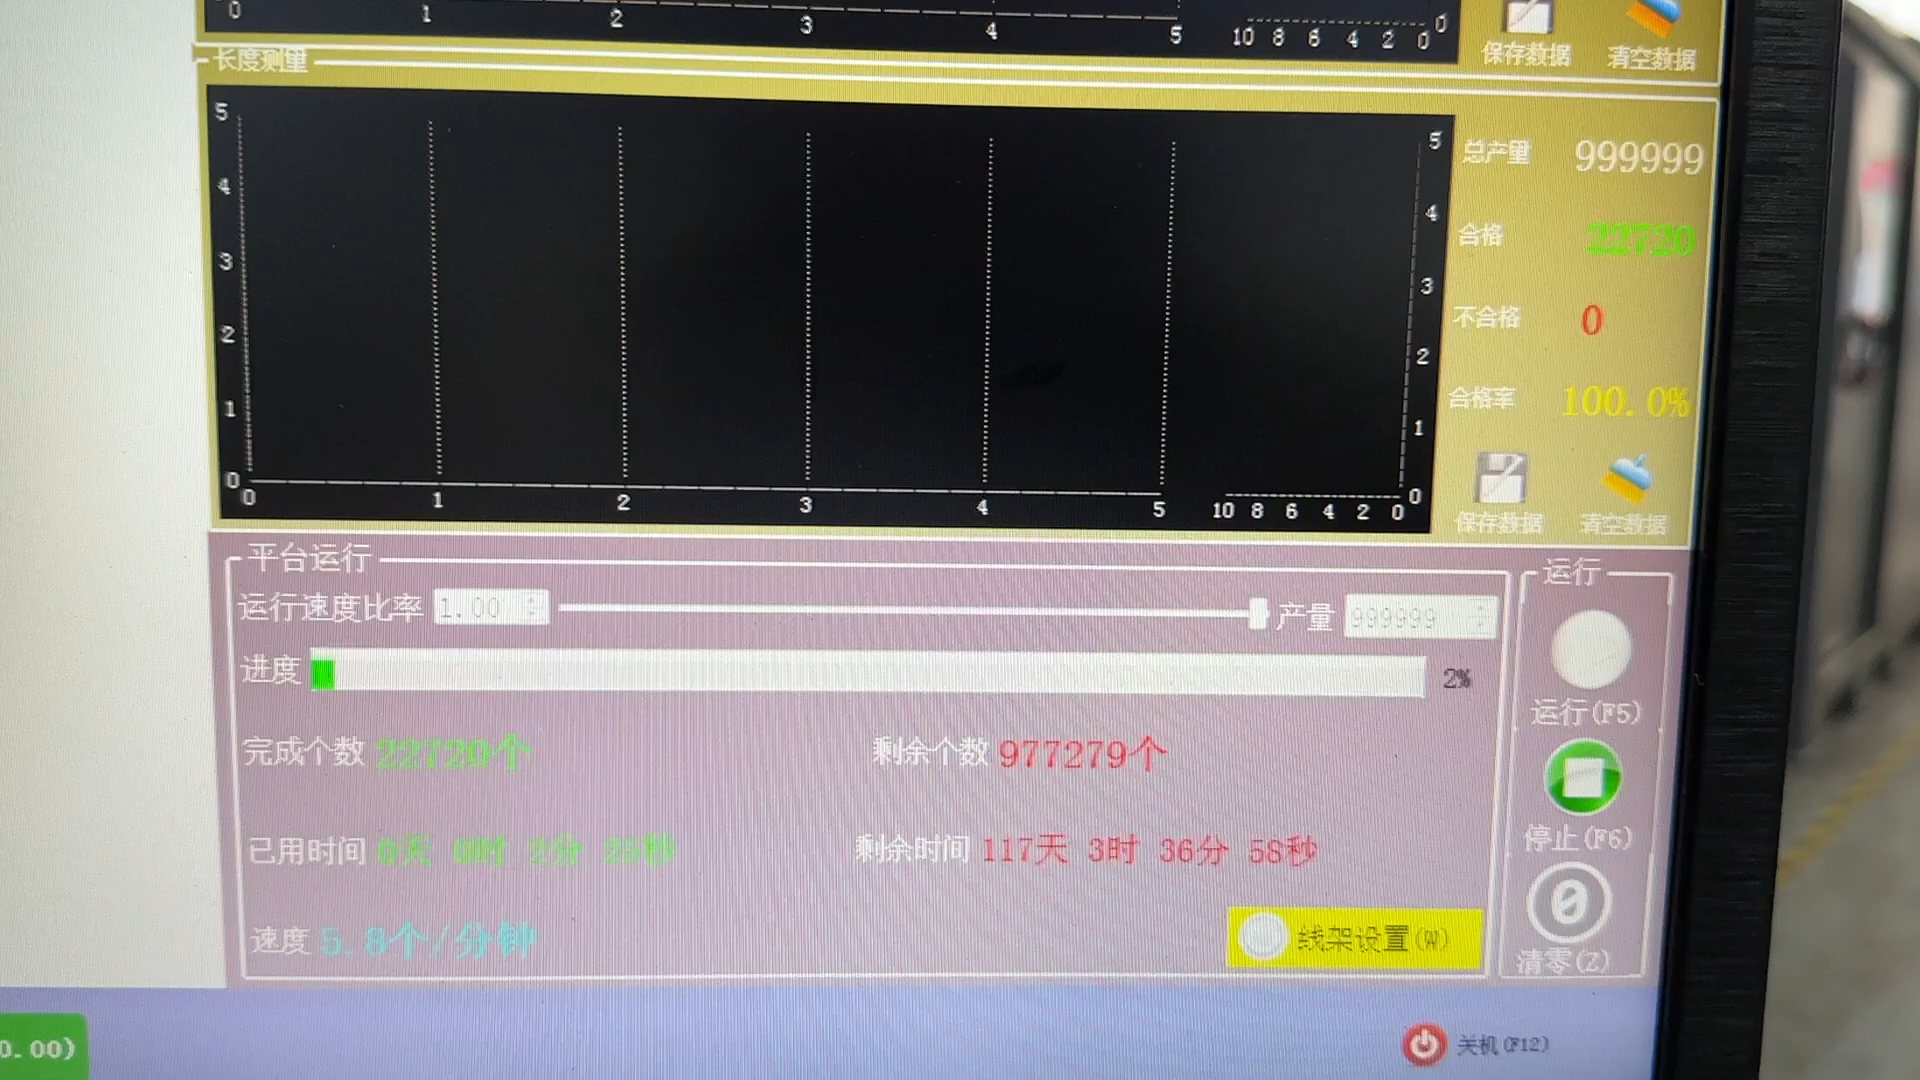 0 1 2 3 4 5 10 8 6 4 2 0 0
保存数据 清空数据
长度测量
5 4 3 2 1 0
0 1 2 3 4 5 10 8 6 4 2 0
5 4 3 2 1 0
总产量 999999
合格 22720
不合格 0
合格率 100.0%
保存数据 清空数据
平台运行
运行速度比率 1.00 产量 999999
进度 2%
完成个数 22720个 剩余个数 977279个
已用时间 0天 0时 2分 25秒 剩余时间 117天 3时 36分 58秒
速度 5.8个/分钟 线架设置(W)
运行
运行(F5)
停止(F6)
0
清零(Z)
0.00)
关机(F12)